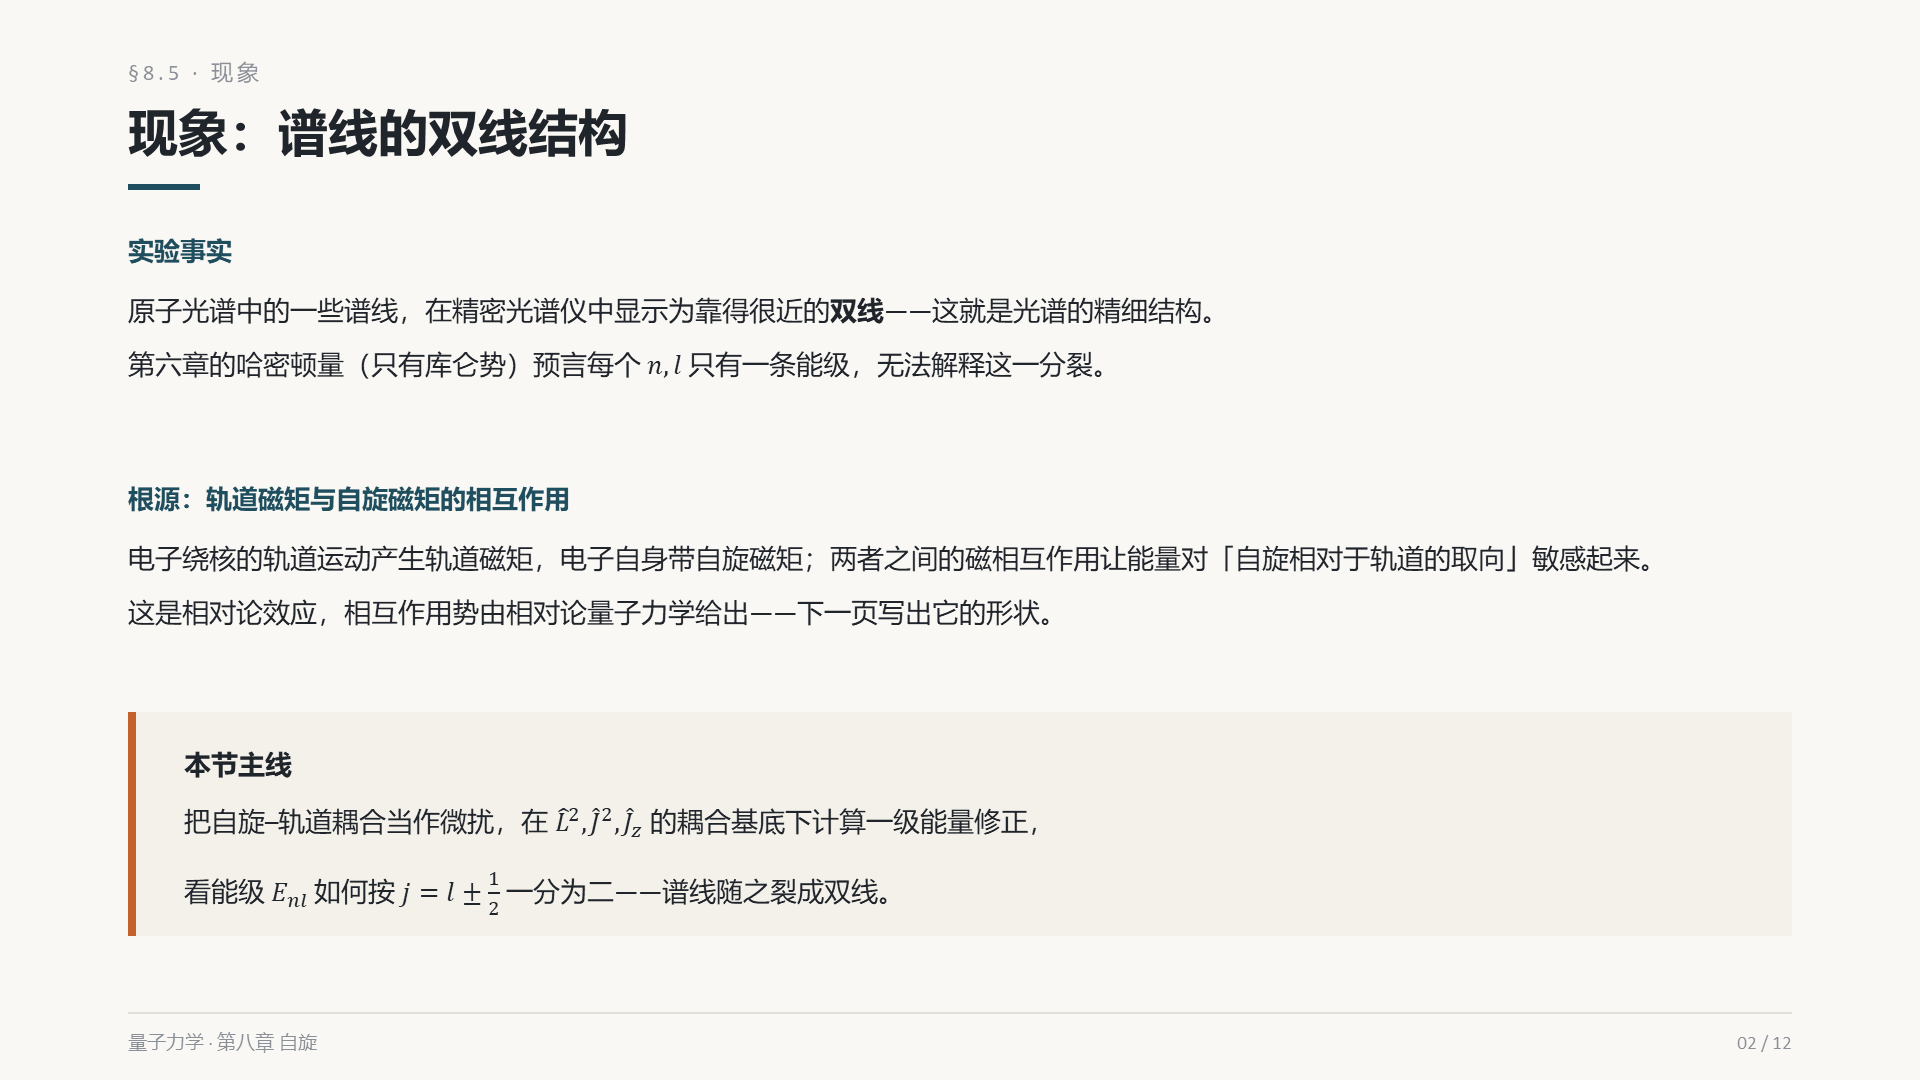 §8.5 · 现象
现象：谱线的双线结构
实验事实
原子光谱中的一些谱线，在精密光谱仪中显示为靠得很近的双线——这就是光谱的精细结构。
第六章的哈密顿量（只有库仑势）预言每个 n, l 只有一条能级，无法解释这一分裂。
根源：轨道磁矩与自旋磁矩的相互作用
电子绕核的轨道运动产生轨道磁矩，电子自身带自旋磁矩；两者之间的磁相互作用让能量对「自旋相对于轨道的取向」敏感起来。
这是相对论效应，相互作用势由相对论量子力学给出——下一页写出它的形状。
本节主线
把自旋–轨道耦合当作微扰，在 L̂², Ĵ², Ĵ_z 的耦合基底下计算一级能量修正，
看能级 E_{nl} 如何按 j = l ± 1/2 一分为二——谱线随之裂成双线。
量子力学 · 第八章 自旋
02 / 12